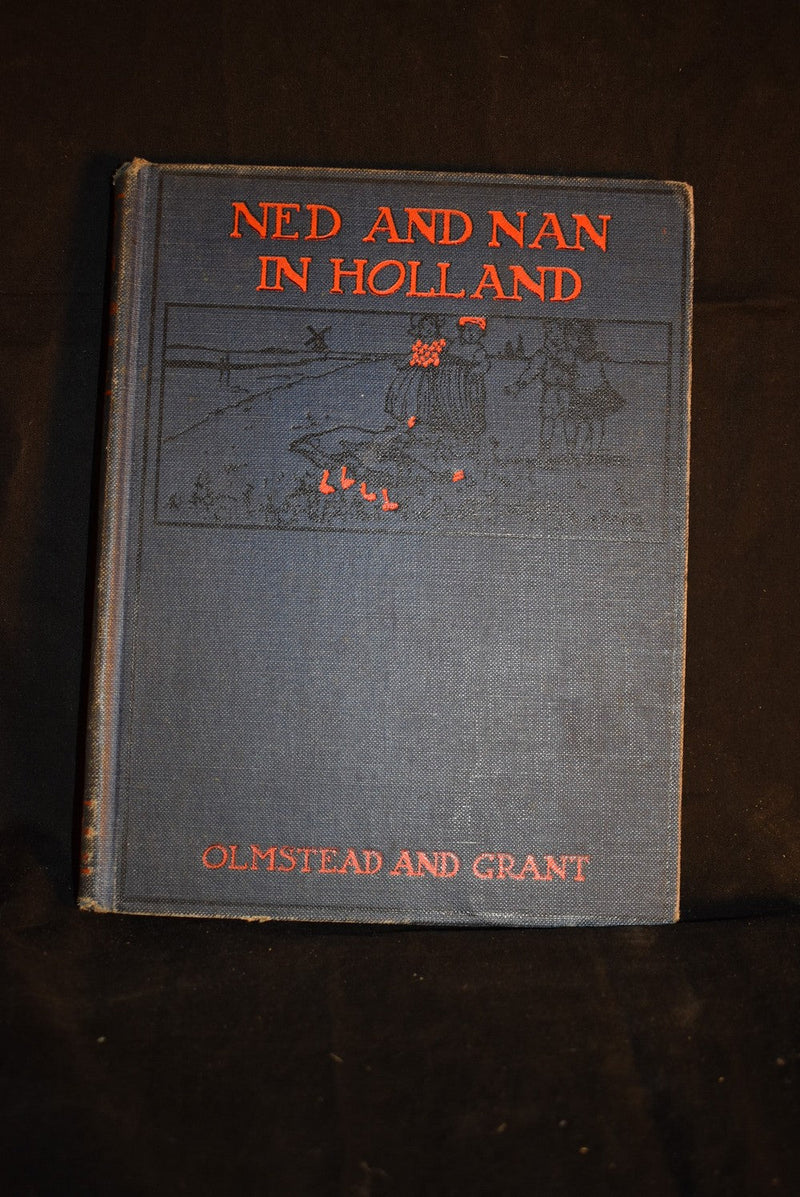 NED AND NAN
IN HOLLAND
OLMSTEAD AND GRANT